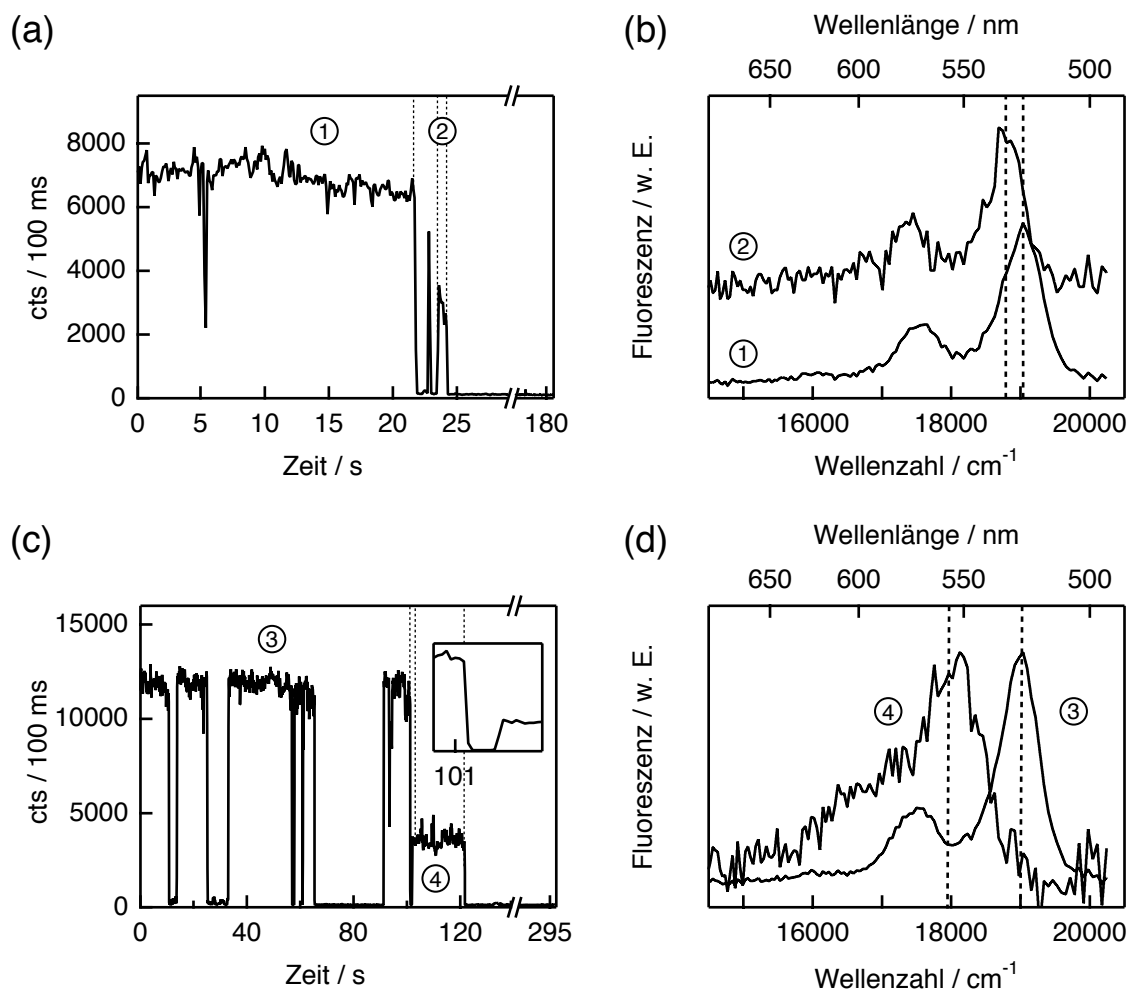 (a)
cts / 100 ms
8000
6000
4000
2000
0
① ②
0 5 10 15 20 25 180
Zeit / s
(b)
Wellenlänge / nm
650 600 550 500
Fluoreszenz / w. E.
②
①
16000 18000 20000
Wellenzahl / cm⁻¹
(c)
cts / 100 ms
15000
10000
5000
0
③
101
④
0 40 80 120 295
Zeit / s
(d)
Wellenlänge / nm
650 600 550 500
Fluoreszenz / w. E.
④ ③
16000 18000 20000
Wellenzahl / cm⁻¹